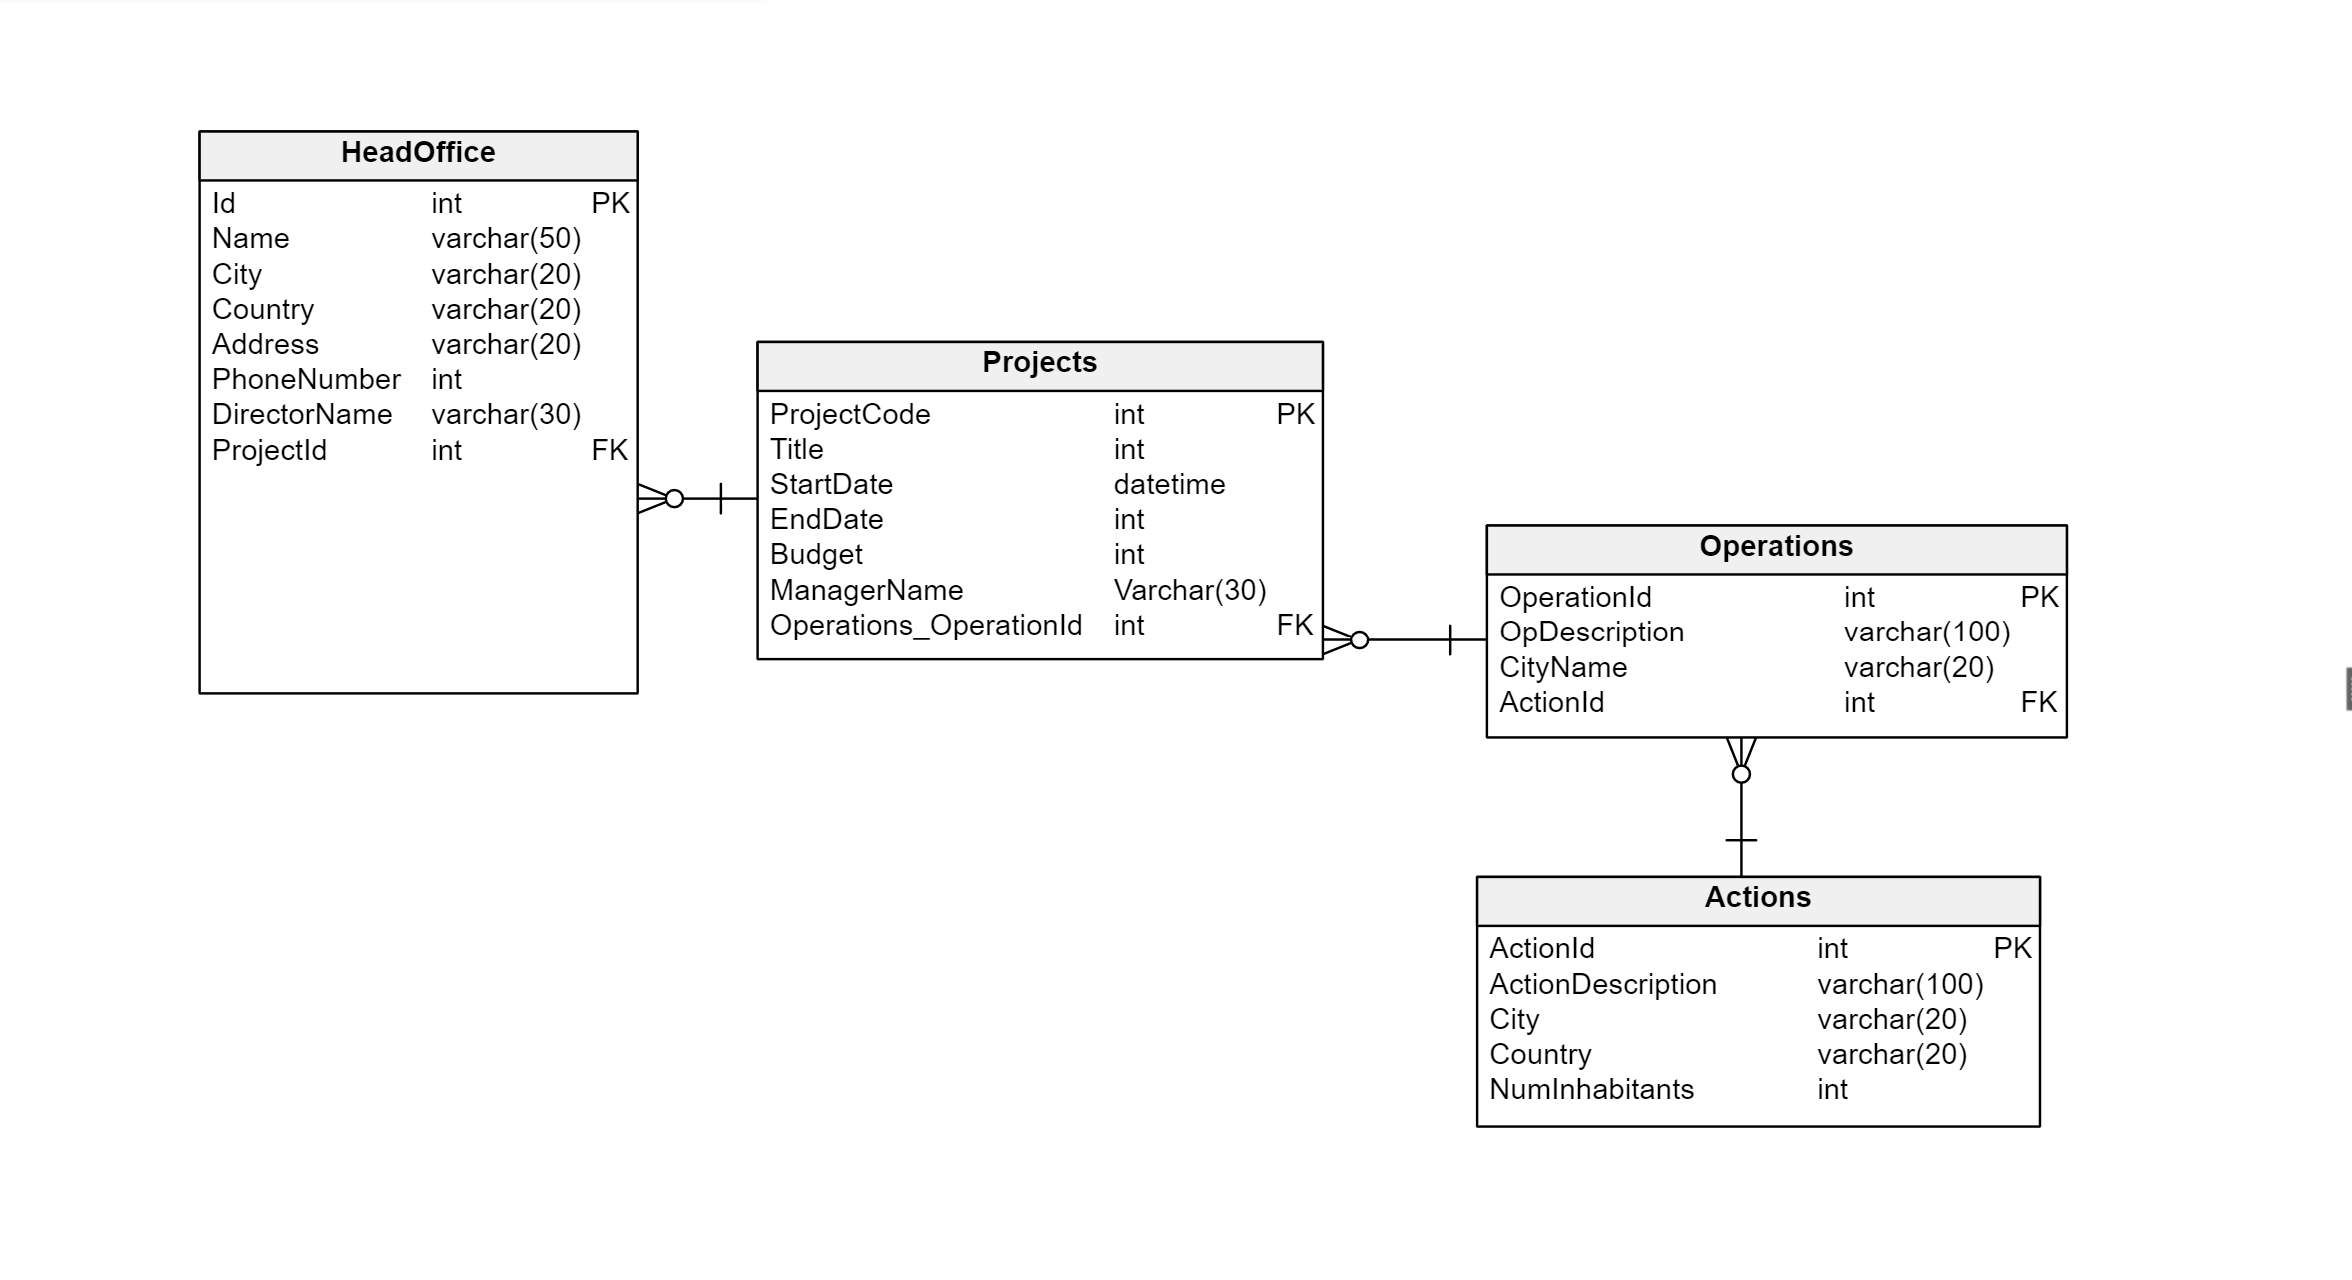 HeadOffice
Id int PK
Name varchar(50)
City varchar(20)
Country varchar(20)
Address varchar(20)
PhoneNumber int
DirectorName varchar(30)
ProjectId int FK
Projects
ProjectCode int PK
Title int
StartDate datetime
EndDate int
Budget int
ManagerName Varchar(30)
Operations_OperationId int FK
Operations
OperationId int PK
OpDescription varchar(100)
CityName varchar(20)
ActionId int FK
Actions
ActionId int PK
ActionDescription varchar(100)
City varchar(20)
Country varchar(20)
NumInhabitants int